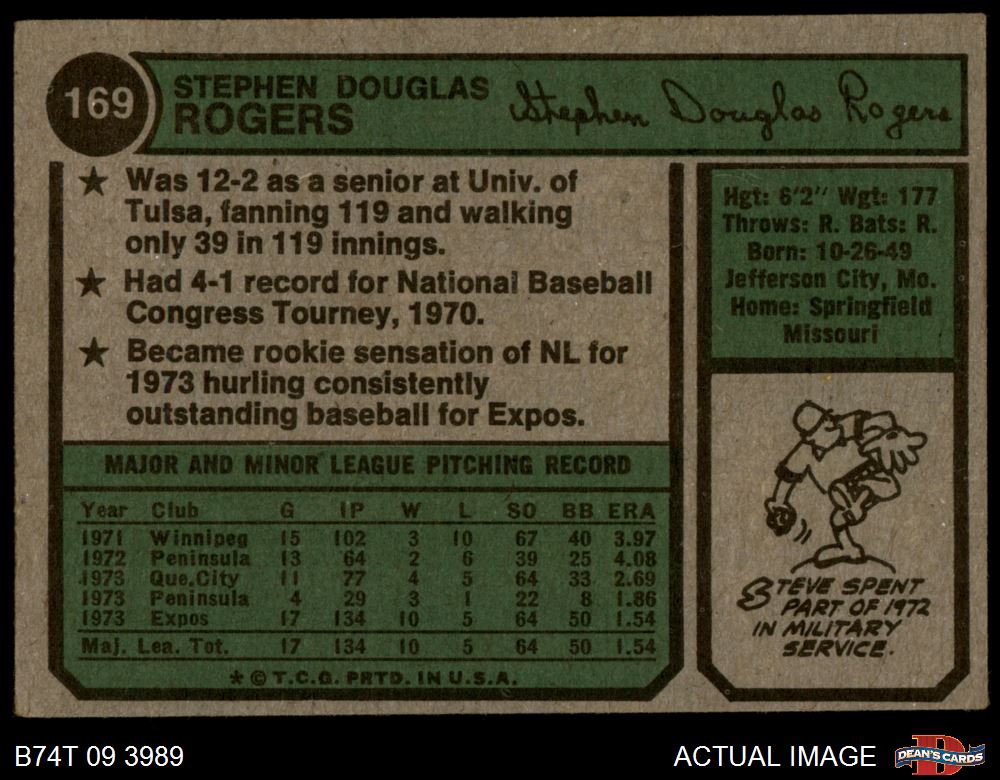 169
STEPHEN DOUGLAS
ROGERS
Stephen Douglas Rogers
★ Was 12-2 as a senior at Univ. of
Tulsa, fanning 119 and walking
only 39 in 119 innings.
★ Had 4-1 record for National Baseball
Congress Tourney, 1970.
★ Became rookie sensation of NL for
1973 hurling consistently
outstanding baseball for Expos.
MAJOR AND MINOR LEAGUE PITCHING RECORD
Year Club G IP W L SO BB ERA
1971 Winnipeg 15 102 3 10 67 40 3.97
1972 Peninsula 13 64 2 6 39 25 4.08
1973 Que.City 11 77 4 5 64 33 2.69
1973 Peninsula 4 29 3 1 22 8 1.86
1973 Expos 17 134 10 5 64 50 1.54
Maj. Lea. Tot. 17 134 10 5 64 50 1.54
* © T.C.G. PRTD. IN U.S.A.
Hgt: 6'2" Wgt: 177
Throws: R. Bats: R.
Born: 10-26-49
Jefferson City, Mo.
Home: Springfield
Missouri
STEVE SPENT
PART OF 1972
IN MILITARY
SERVICE.
B74T 09 3989
ACTUAL IMAGE
DEAN'S CARDS